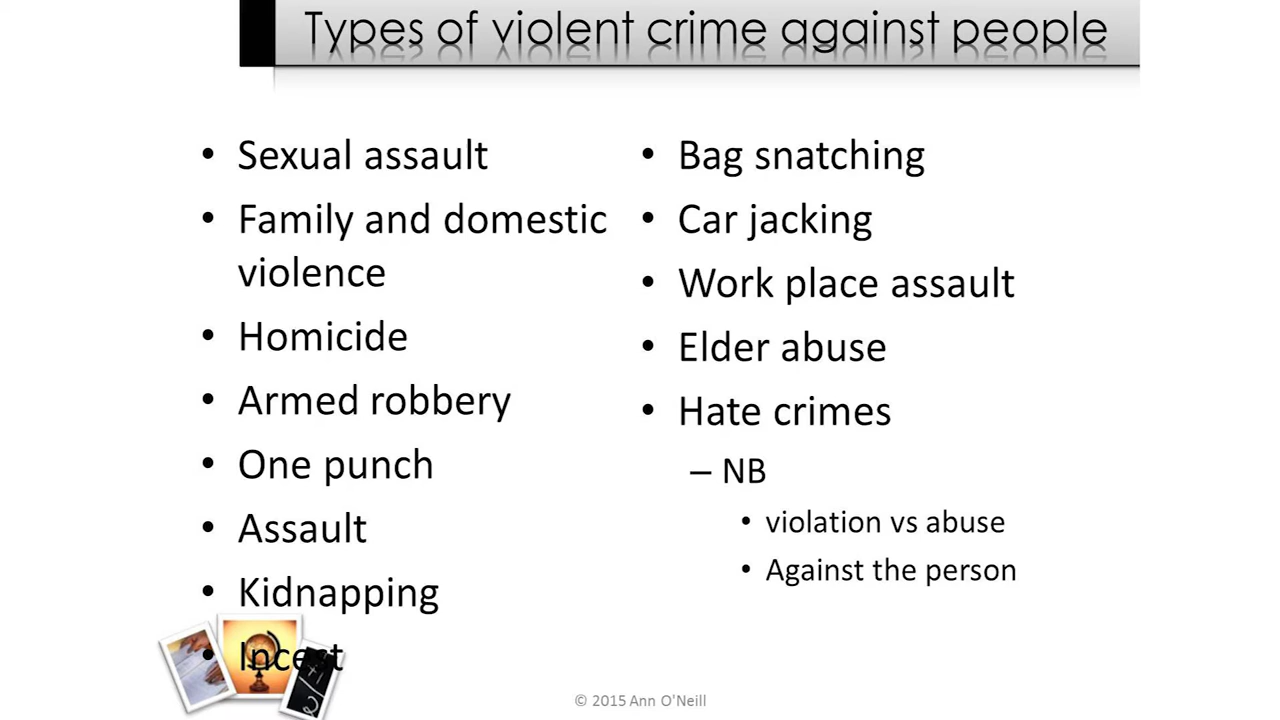 Types of violent crime against people
• Sexual assault
• Family and domestic
violence
• Homicide
• Armed robbery
• One punch
• Assault
• Kidnapping
• Incest
• Bag snatching
• Car jacking
• Work place assault
• Elder abuse
• Hate crimes
– NB
• violation vs abuse
• Against the person
© 2015 Ann O'Neill